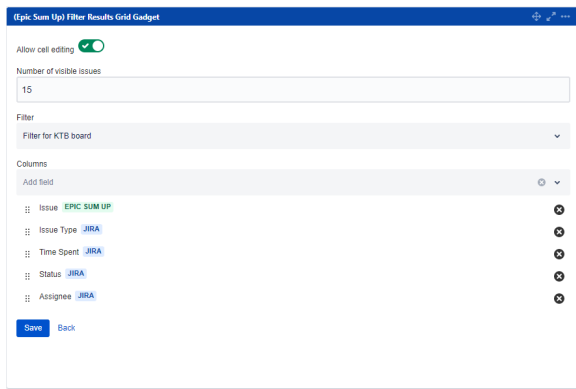 (Epic Sum Up) Filter Results Grid Gadget
Allow cell editing
Number of visible issues
15
Filter
Filter for KTB board
Columns
Add field
Issue EPIC SUM UP
Issue Type JIRA
Time Spent JIRA
Status JIRA
Assignee JIRA
Save Back